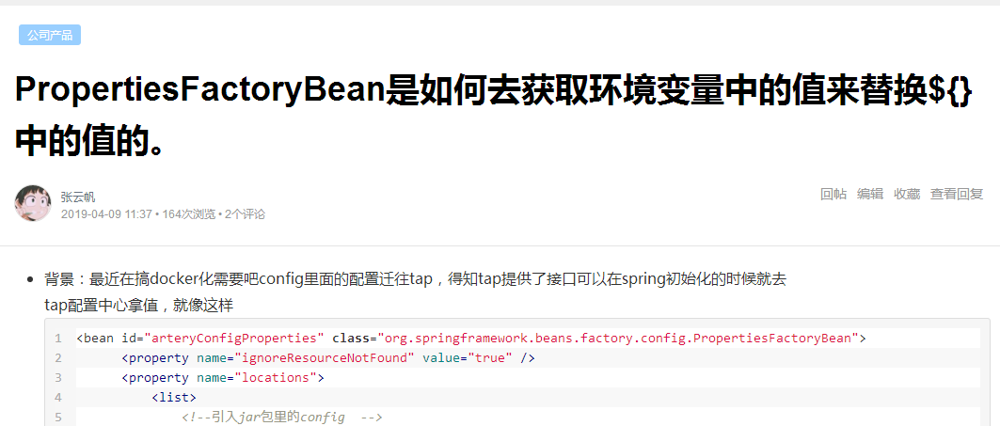 公司产品
PropertiesFactoryBean是如何去获取环境变量中的值来替换${}
中的值的。
张云帆
2019-04-09 11:37 • 164次浏览 • 2个评论
回帖 编辑 收藏 查看回复
• 背景：最近在搞docker化需要吧config里面的配置迁往tap，得知tap提供了接口可以在spring初始化的时候就去
tap配置中心拿值，就像这样
1 <bean id="arteryConfigProperties" class="org.springframework.beans.factory.config.PropertiesFactoryBean">
2 <property name="ignoreResourceNotFound" value="true" />
3 <property name="locations">
4 <list>
5 <!--引入jar包里的config  -->